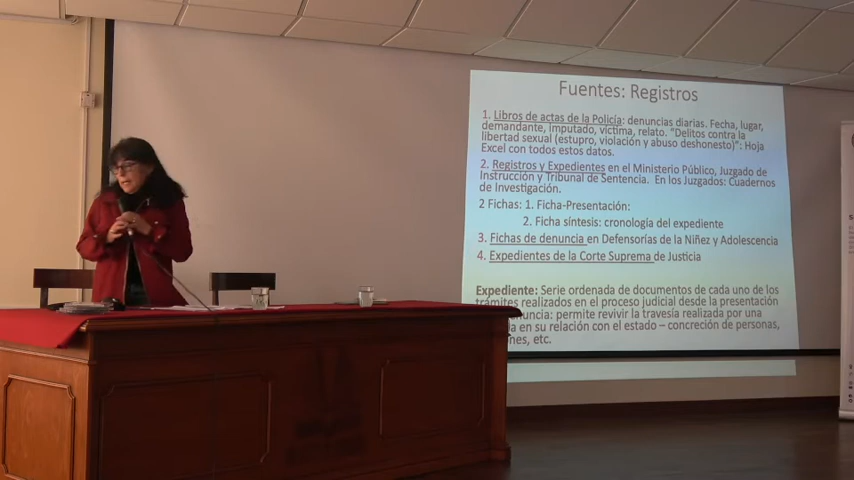 Fuentes: Registros
1. Libros de actas de la Policía: denuncias diarias. Fecha, lugar,
demandante, imputado, víctima, relato. "Delitos contra la
libertad sexual (estupro, violación y abuso deshonesto)": Hoja
Excel con todos estos datos.
2. Registros y Expedientes en el Ministerio Público, Juzgado de
Instrucción y Tribunal de Sentencia. En los Juzgados: Cuadernos
de Investigación.
2 Fichas: 1. Ficha-Presentación:
2. Ficha síntesis: cronología del expediente
3. Fichas de denuncia en Defensorías de la Niñez y Adolescencia
4. Expedientes de la Corte Suprema de Justicia
Expediente: Serie ordenada de documentos de cada uno de los
trámites realizados en el proceso judicial desde la presentación
: permite revivir la travesía realizada por una
en su relación con el estado – concreción de personas,
etc.